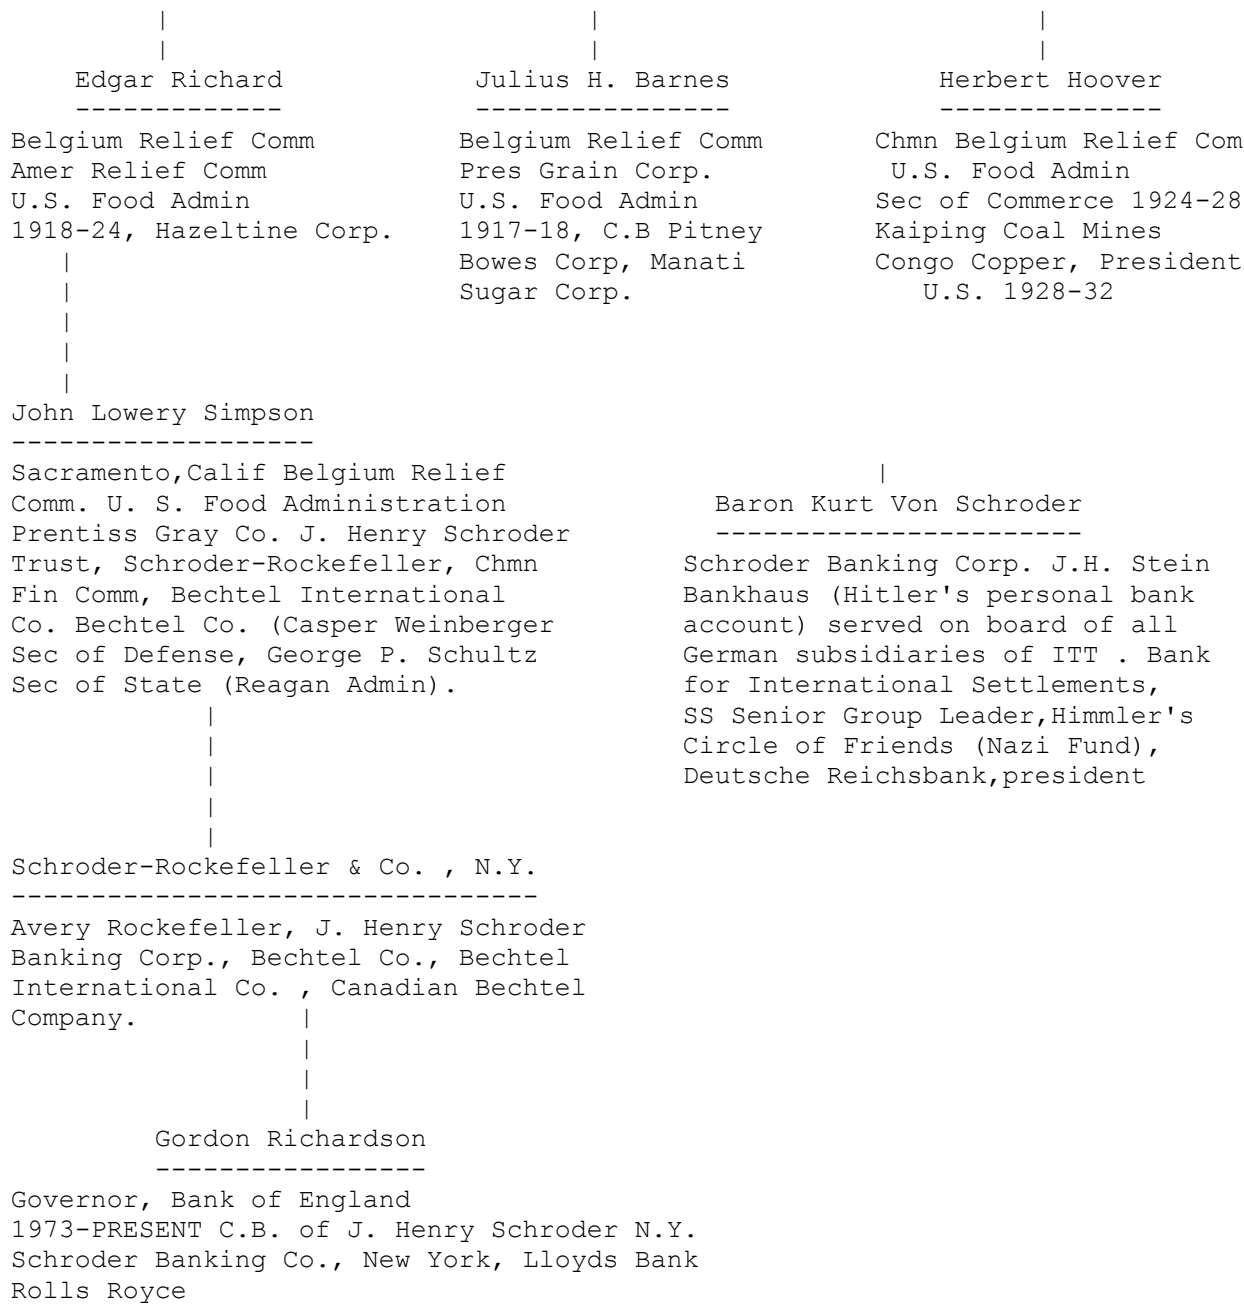 Edgar Richard Julius H. Barnes Herbert Hoover
------------- ---------------- --------------
Belgium Relief Comm Belgium Relief Comm Chmn Belgium Relief Com
Amer Relief Comm Pres Grain Corp. U.S. Food Admin
U.S. Food Admin U.S. Food Admin Sec of Commerce 1924-28
1918-24, Hazeltine Corp. 1917-18, C.B Pitney Kaiping Coal Mines
Bowes Corp, Manati Congo Copper, President
Sugar Corp. U.S. 1928-32
John Lowery Simpson
-------------------
Sacramento,Calif Belgium Relief
Comm. U. S. Food Administration Baron Kurt Von Schroder
Prentiss Gray Co. J. Henry Schroder -----------------------
Trust, Schroder-Rockefeller, Chmn Schroder Banking Corp. J.H. Stein
Fin Comm, Bechtel International Bankhaus (Hitler's personal bank
Co. Bechtel Co. (Casper Weinberger account) served on board of all
Sec of Defense, George P. Schultz German subsidiaries of ITT . Bank
Sec of State (Reagan Admin). for International Settlements,
SS Senior Group Leader,Himmler's
Circle of Friends (Nazi Fund),
Deutsche Reichsbank,president
Schroder-Rockefeller & Co. , N.Y.
---------------------------------
Avery Rockefeller, J. Henry Schroder
Banking Corp., Bechtel Co., Bechtel
International Co. , Canadian Bechtel
Company.
Gordon Richardson
-----------------
Governor, Bank of England
1973-PRESENT C.B. of J. Henry Schroder N.Y.
Schroder Banking Co., New York, Lloyds Bank
Rolls Royce